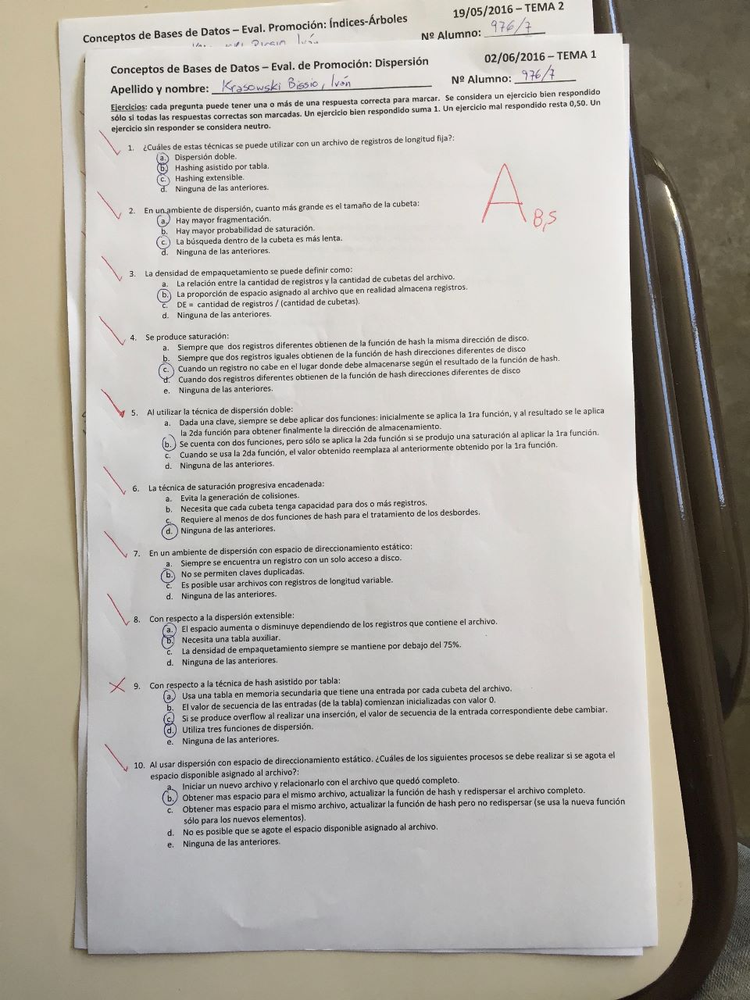 Conceptos de Bases de Datos – Eval. Promoción: Índices-Árboles
19/05/2016 – TEMA 2
Nº Alumno: 976/7
Conceptos de Bases de Datos – Eval. de Promoción: Dispersión
02/06/2016 – TEMA 1
Apellido y nombre: Krasowski Bissio, Iván
Nº Alumno: 976/7
Ejercicios: cada pregunta puede tener una o más de una respuesta correcta para marcar. Se considera un ejercicio bien respondido
sólo si todas las respuestas correctas son marcadas. Un ejercicio bien respondido suma 1. Un ejercicio mal respondido resta 0,50. Un
ejercicio sin responder se considera neutro.
1. ¿Cuáles de estas técnicas se puede utilizar con un archivo de registros de longitud fija?:
a. Dispersión doble.
b. Hashing asistido por tabla.
c. Hashing extensible.
d. Ninguna de las anteriores.
A 8,5
2. En un ambiente de dispersión, cuanto más grande es el tamaño de la cubeta:
a. Hay mayor fragmentación.
b. Hay mayor probabilidad de saturación.
c. La búsqueda dentro de la cubeta es más lenta.
d. Ninguna de las anteriores.
3. La densidad de empaquetamiento se puede definir como:
a. La relación entre la cantidad de registros y la cantidad de cubetas del archivo.
b. La proporción de espacio asignado al archivo que en realidad almacena registros.
c. DE = cantidad de registros / (cantidad de cubetas).
d. Ninguna de las anteriores.
4. Se produce saturación:
a. Siempre que dos registros diferentes obtienen de la función de hash la misma dirección de disco.
b. Siempre que dos registros iguales obtienen de la función de hash direcciones diferentes de disco
c. Cuando un registro no cabe en el lugar donde debe almacenarse según el resultado de la función de hash.
d. Cuando dos registros diferentes obtienen de la función de hash direcciones diferentes de disco
e. Ninguna de las anteriores.
5. Al utilizar la técnica de dispersión doble:
a. Dada una clave, siempre se debe aplicar dos funciones: inicialmente se aplica la 1ra función, y al resultado se le aplica
la 2da función para obtener finalmente la dirección de almacenamiento.
b. Se cuenta con dos funciones, pero sólo se aplica la 2da función si se produjo una saturación al aplicar la 1ra función.
c. Cuando se usa la 2da función, el valor obtenido reemplaza al anteriormente obtenido por la 1ra función.
d. Ninguna de las anteriores.
6. La técnica de saturación progresiva encadenada:
a. Evita la generación de colisiones.
b. Necesita que cada cubeta tenga capacidad para dos o más registros.
c. Requiere al menos de dos funciones de hash para el tratamiento de los desbordes.
d. Ninguna de las anteriores.
7. En un ambiente de dispersión con espacio de direccionamiento estático:
a. Siempre se encuentra un registro con un solo acceso a disco.
b. No se permiten claves duplicadas.
c. Es posible usar archivos con registros de longitud variable.
d. Ninguna de las anteriores.
8. Con respecto a la dispersión extensible:
a. El espacio aumenta o disminuye dependiendo de los registros que contiene el archivo.
b. Necesita una tabla auxiliar.
c. La densidad de empaquetamiento siempre se mantiene por debajo del 75%.
d. Ninguna de las anteriores.
9. Con respecto a la técnica de hash asistido por tabla:
a. Usa una tabla en memoria secundaria que tiene una entrada por cada cubeta del archivo.
b. El valor de secuencia de las entradas (de la tabla) comienzan inicializadas con valor 0.
c. Si se produce overflow al realizar una inserción, el valor de secuencia de la entrada correspondiente debe cambiar.
d. Utiliza tres funciones de dispersión.
e. Ninguna de las anteriores.
10. Al usar dispersión con espacio de direccionamiento estático. ¿Cuáles de los siguientes procesos se debe realizar si se agota el
espacio disponible asignado al archivo?:
a. Iniciar un nuevo archivo y relacionarlo con el archivo que quedó completo.
b. Obtener mas espacio para el mismo archivo, actualizar la función de hash y redispersar el archivo completo.
c. Obtener mas espacio para el mismo archivo, actualizar la función de hash pero no redispersar (se usa la nueva función
sólo para los nuevos elementos).
d. No es posible que se agote el espacio disponible asignado al archivo.
e. Ninguna de las anteriores.